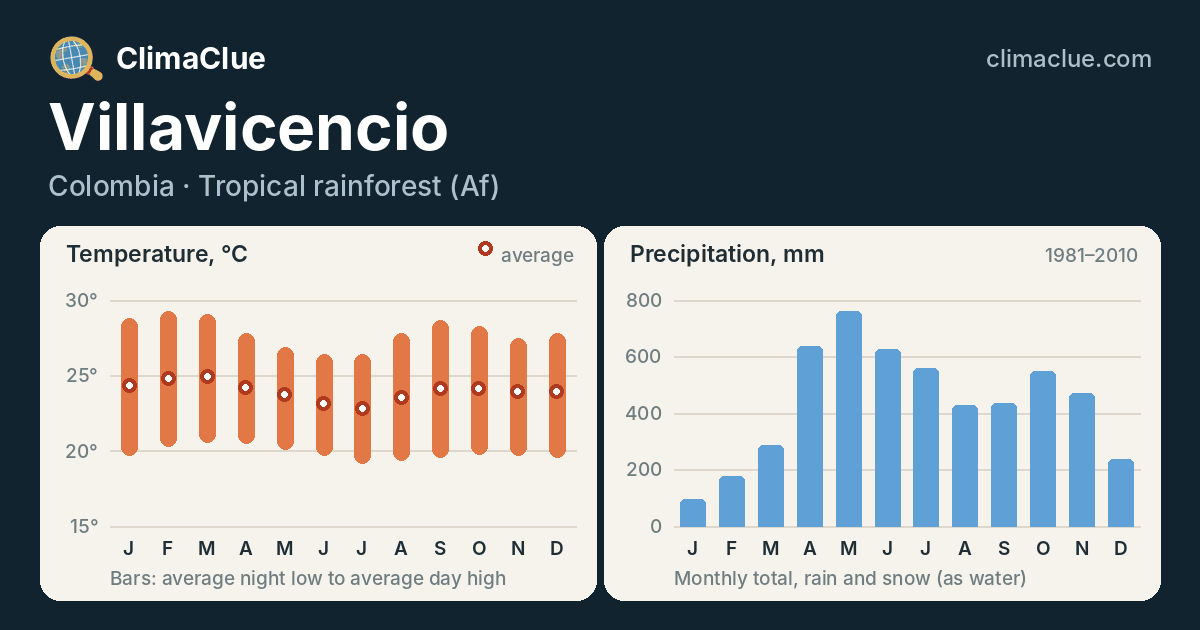 ClimaClue
climaclue.com
Villavicencio
Colombia · Tropical rainforest (Af)
Temperature, °C
average
30°
25°
20°
15°
J F M A M J J A S O N D
Bars: average night low to average day high
Precipitation, mm
1981–2010
800
600
400
200
0
J F M A M J J A S O N D
Monthly total, rain and snow (as water)